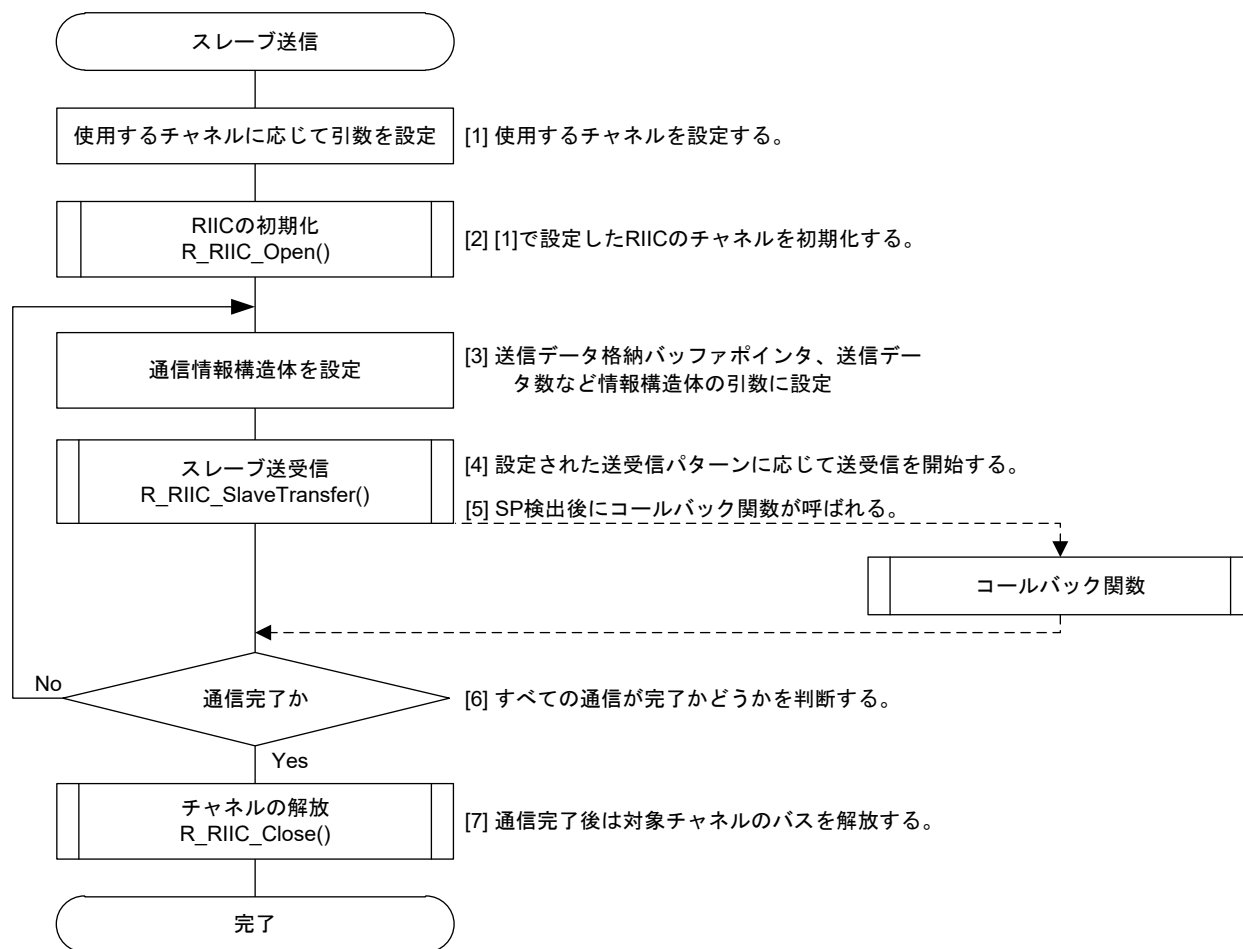 スレーブ送信
使用するチャネルに応じて引数を設定
[1] 使用するチャネルを設定する。
RIICの初期化
R_RIIC_Open()
[2] [1]で設定したRIICのチャネルを初期化する。
通信情報構造体を設定
[3] 送信データ格納バッファポインタ、送信デー
タ数など情報構造体の引数に設定
スレーブ送受信
R_RIIC_SlaveTransfer()
[4] 設定された送受信パターンに応じて送受信を開始する。
[5] SP検出後にコールバック関数が呼ばれる。
コールバック関数
No
通信完了か
[6] すべての通信が完了かどうかを判断する。
Yes
チャネルの解放
R_RIIC_Close()
[7] 通信完了後は対象チャネルのバスを解放する。
完了